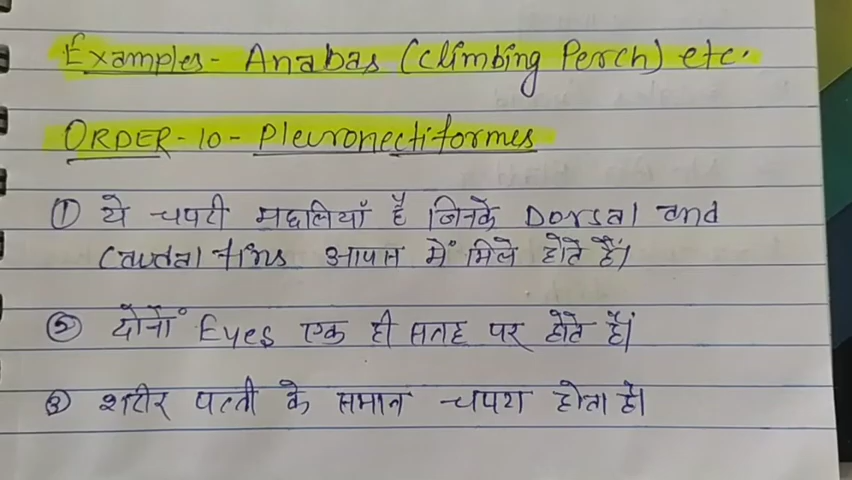 Examples- Anabas (climbing Perch) etc.
ORDER-10- Pleuronectiformes
① ये चपटी मछलियाँ है जिनके Dorsal and
Caudal fins आपस में मिले होते हैं।
② दोनों Eyes एक ही सतह पर होते हैं।
③ शरीर पत्ती के समान चपटा होता है।